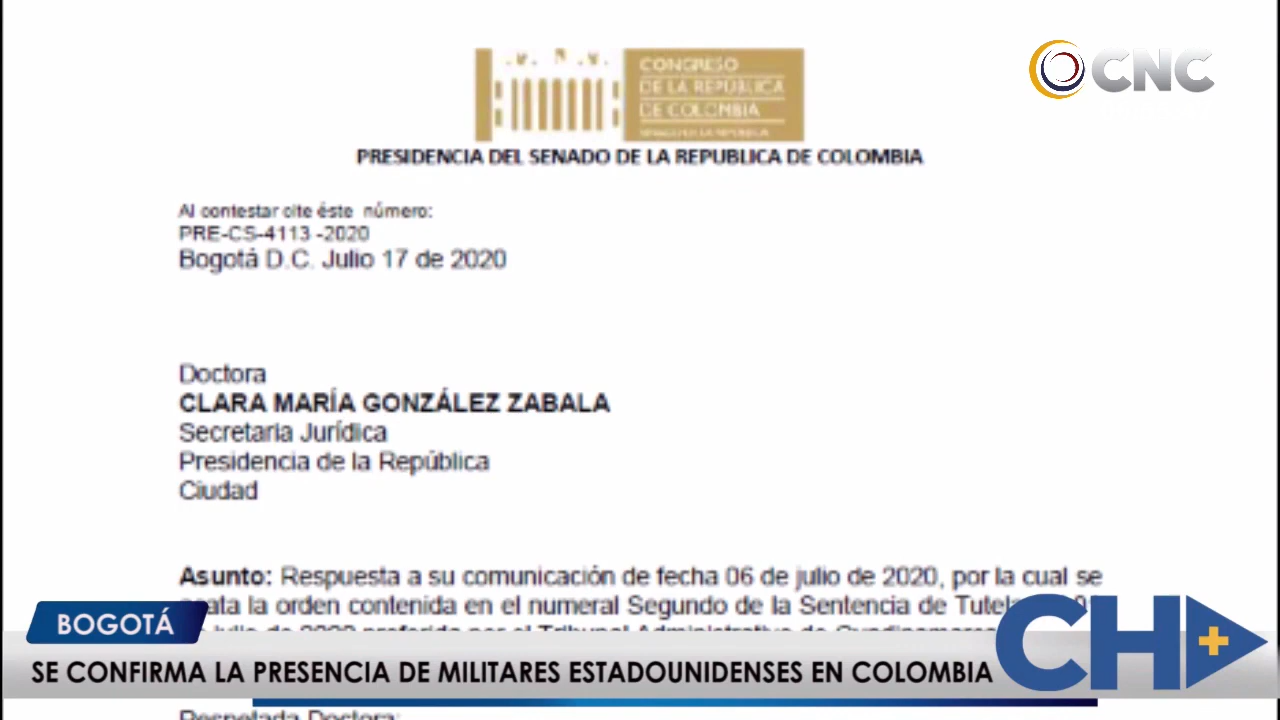 CONGRESO
DE LA REPÚBLICA
DE COLOMBIA
CNC
PRESIDENCIA DEL SENADO DE LA REPUBLICA DE COLOMBIA
Al contestar cite éste número:
PRE-CS-4113 -2020
Bogotá D.C. Julio 17 de 2020
Doctora
CLARA MARÍA GONZÁLEZ ZABALA
Secretaria Jurídica
Presidencia de la República
Ciudad
Asunto: Respuesta a su comunicación de fecha 06 de julio de 2020, por la cual se
la orden contenida en el numeral Segundo de la Sentencia de
BOGOTÁ
SE CONFIRMA LA PRESENCIA DE MILITARES ESTADOUNIDENSES EN COLOMBIA
CH+